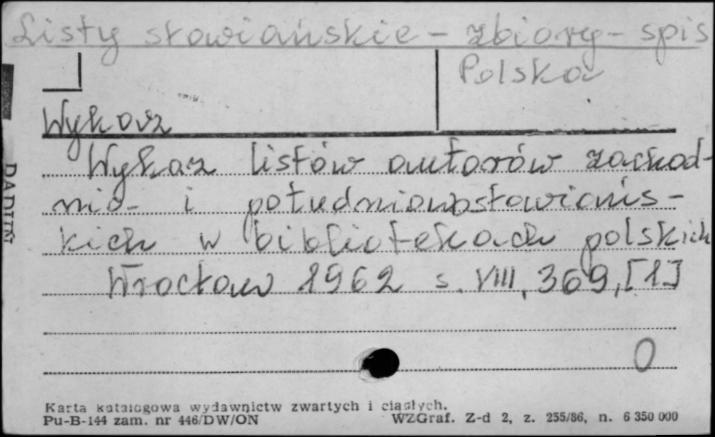 Listy słowiańskie - zbiory - spis
Polska
Wykaz
Wykaz listów autorów zachod-
nio- i południowosłowiańs-
kich w bibliotekach polskich
Wrocław 1962 s. VIII, 369, [1]
0
Karta katalogowa wydawnictw zwartych i ciągłych.
Pu-B-144 zam. nr 446/DW/ON
WZGraf. Z-d 2, z. 255/86, n. 6 350 000